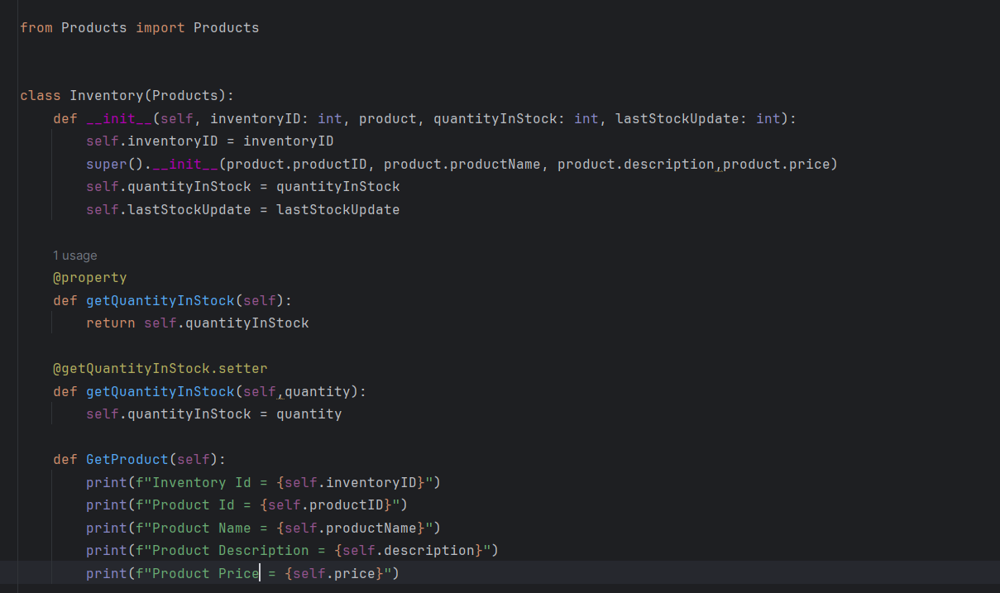 from Products import Products
class Inventory(Products):
    def __init__(self, inventoryID: int, product, quantityInStock: int, lastStockUpdate: int):
        self.inventoryID = inventoryID
        super().__init__(product.productID, product.productName, product.description,product.price)
        self.quantityInStock = quantityInStock
        self.lastStockUpdate = lastStockUpdate
    1 usage
    @property
    def getQuantityInStock(self):
        return self.quantityInStock
    @getQuantityInStock.setter
    def getQuantityInStock(self,quantity):
        self.quantityInStock = quantity
    def GetProduct(self):
        print(f"Inventory Id = {self.inventoryID}")
        print(f"Product Id = {self.productID}")
        print(f"Product Name = {self.productName}")
        print(f"Product Description = {self.description}")
        print(f"Product Price = {self.price}")